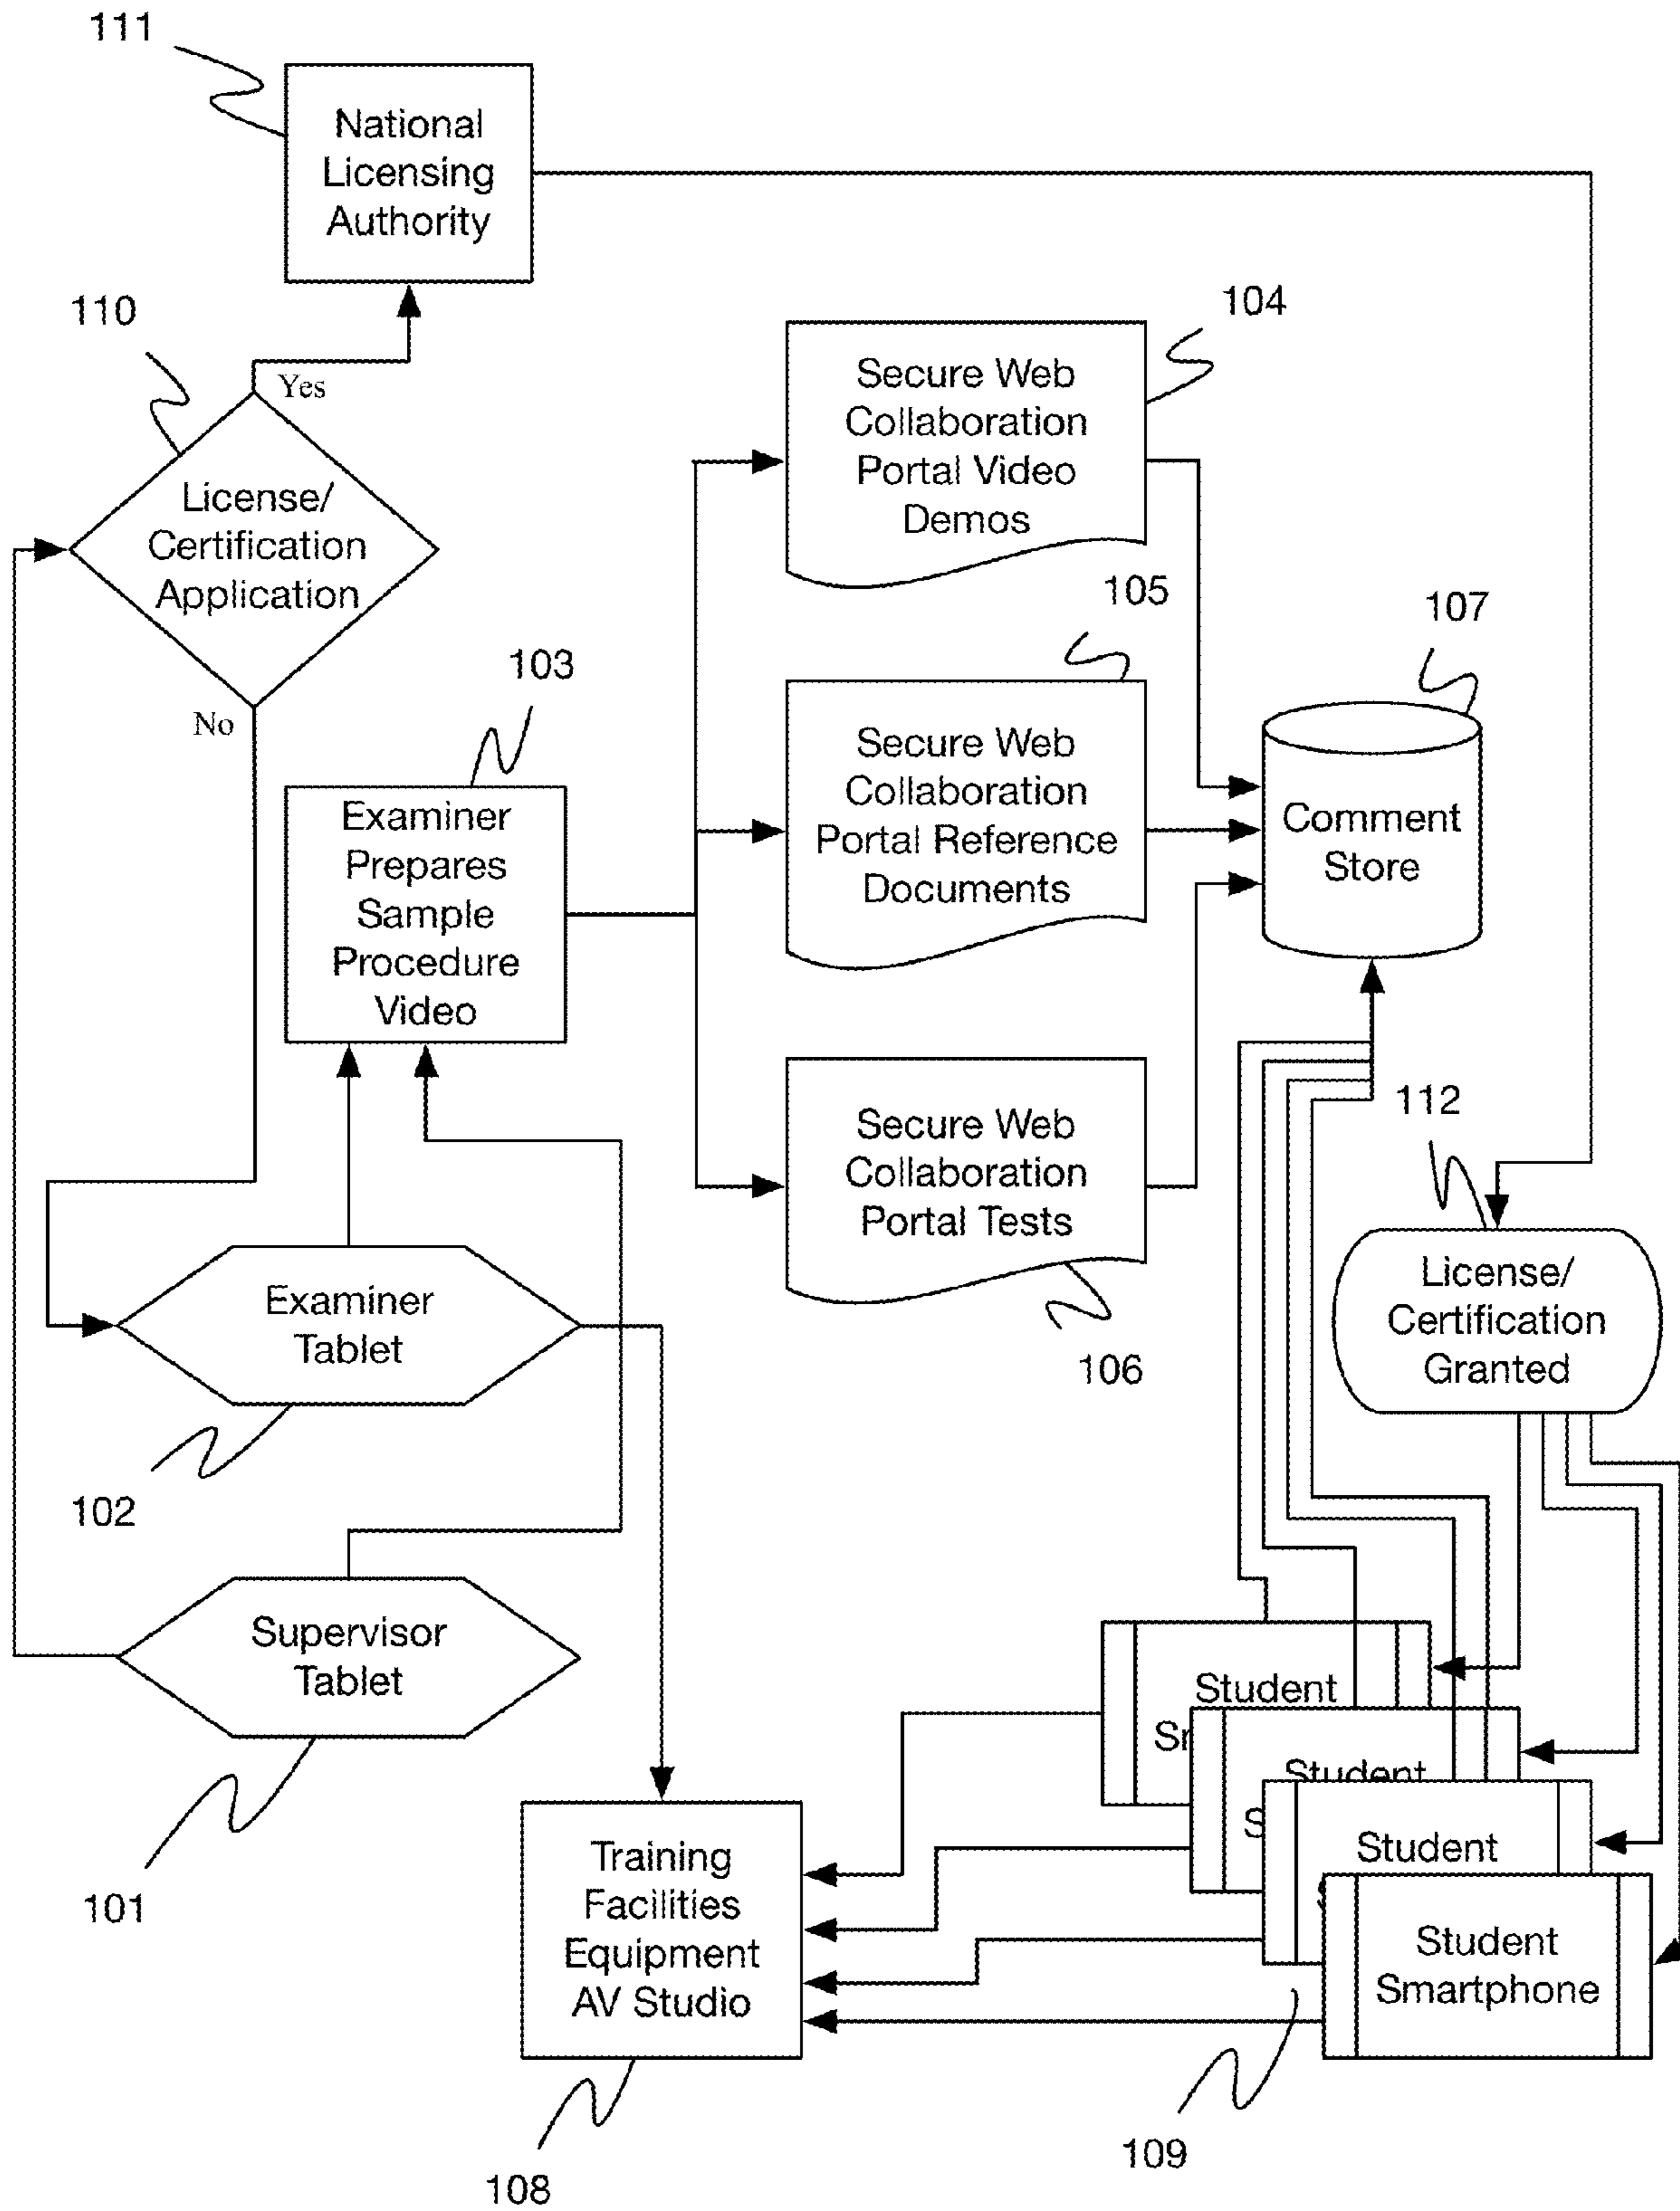 111
National
Licensing
Authority
110
Yes
License/
Certification
Application
No
104
Secure Web
Collaboration
Portal Video
Demos
105
107
103
Examiner
Prepares
Sample
Procedure
Video
Secure Web
Collaboration
Portal Reference
Documents
Comment
Store
112
Secure Web
Collaboration
Portal Tests
106
License/
Certification
Granted
Examiner
Tablet
102
Supervisor
Tablet
101
Student
Student
Student
Student
Smartphone
109
Training
Facilities
Equipment
AV Studio
108